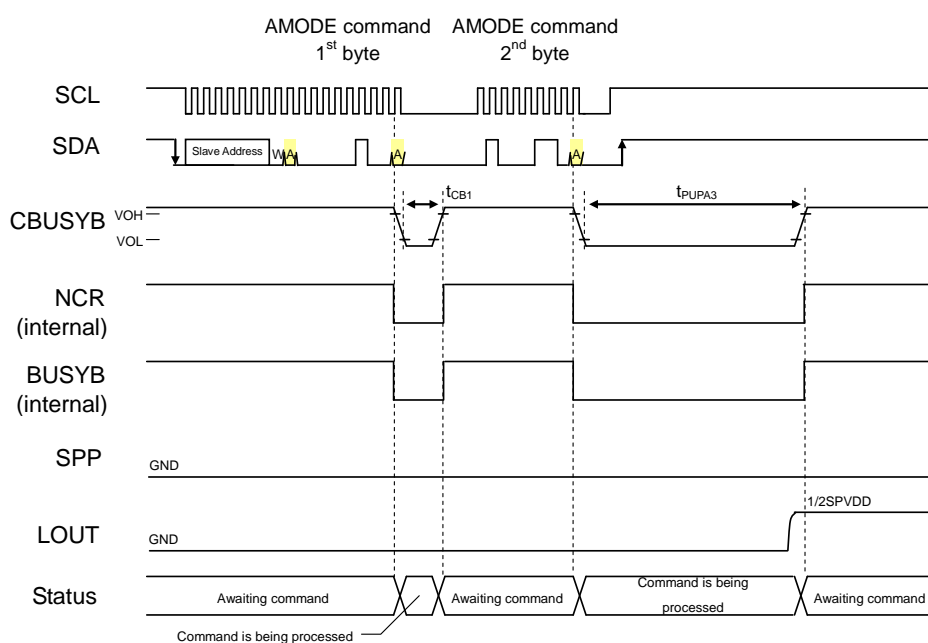 AMODE command
1st byte
AMODE command
2nd byte
SCL
SDA
Slave Address
W
A
A
A
CBUSYB
VOH
VOL
tCB1
tPUPA3
NCR
(internal)
BUSYB
(internal)
SPP
GND
LOUT
GND
1/2SPVDD
Status
Awaiting command
Awaiting command
Command is being
processed
Awaiting command
Command is being processed